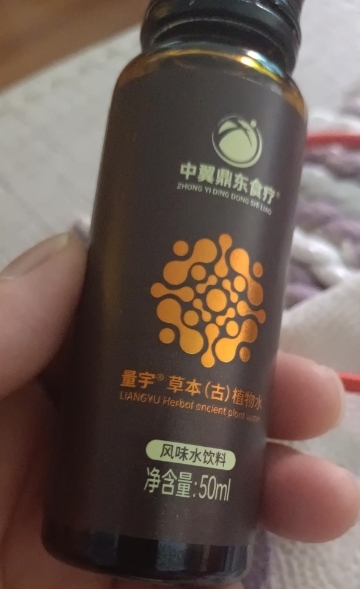 中翼鼎东食疗®
ZHONG YI DING DONG SHI LIAO
量宇®草本(古)植物水
LIANGYU Herbal ancient plant water
风味水饮料
净含量:50ml